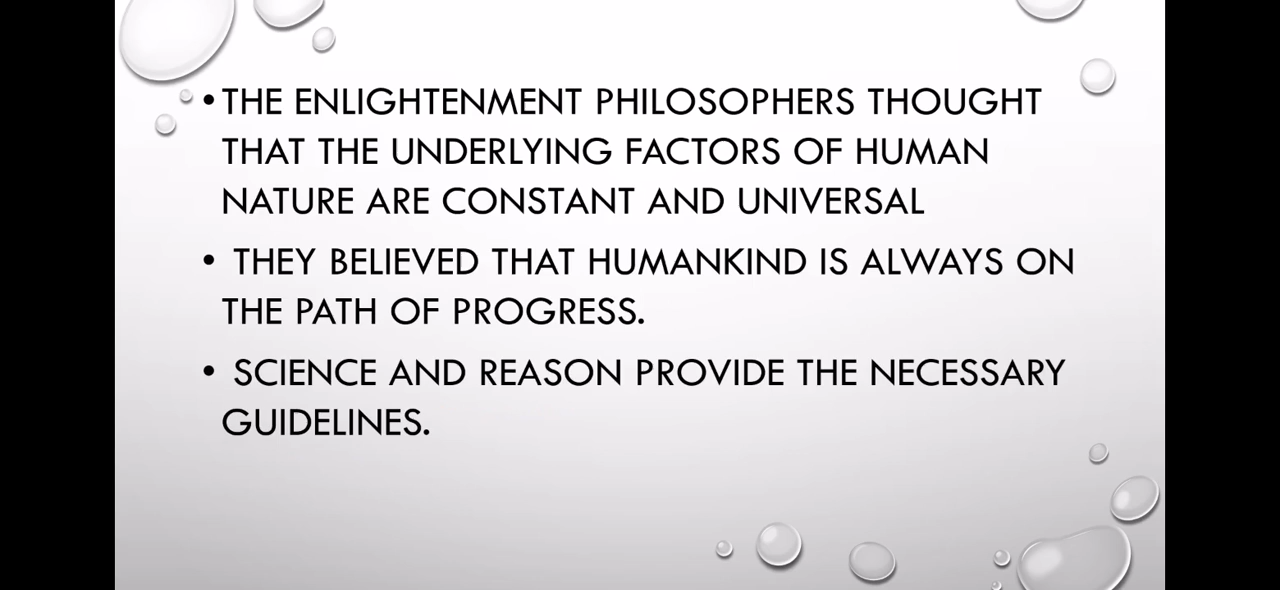 •THE ENLIGHTENMENT PHILOSOPHERS THOUGHT
THAT THE UNDERLYING FACTORS OF HUMAN
NATURE ARE CONSTANT AND UNIVERSAL
• THEY BELIEVED THAT HUMANKIND IS ALWAYS ON
THE PATH OF PROGRESS.
• SCIENCE AND REASON PROVIDE THE NECESSARY
GUIDELINES.